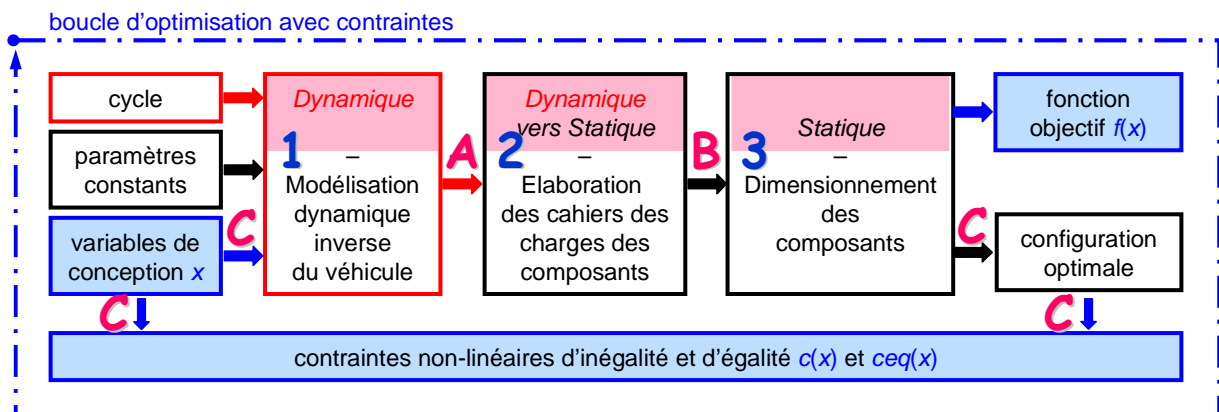 boucle d'optimisation avec contraintes
cycle
paramètres
constants
variables de
conception x
C
C
Dynamique
1
–
Modélisation
dynamique
inverse
du véhicule
A
Dynamique
vers Statique
2
–
Elaboration
des cahiers des
charges des
composants
B
Statique
3
–
Dimensionnement
des
composants
C
fonction
objectif f(x)
configuration
optimale
C
contraintes non-linéaires d'inégalité et d'égalité c(x) et ceq(x)